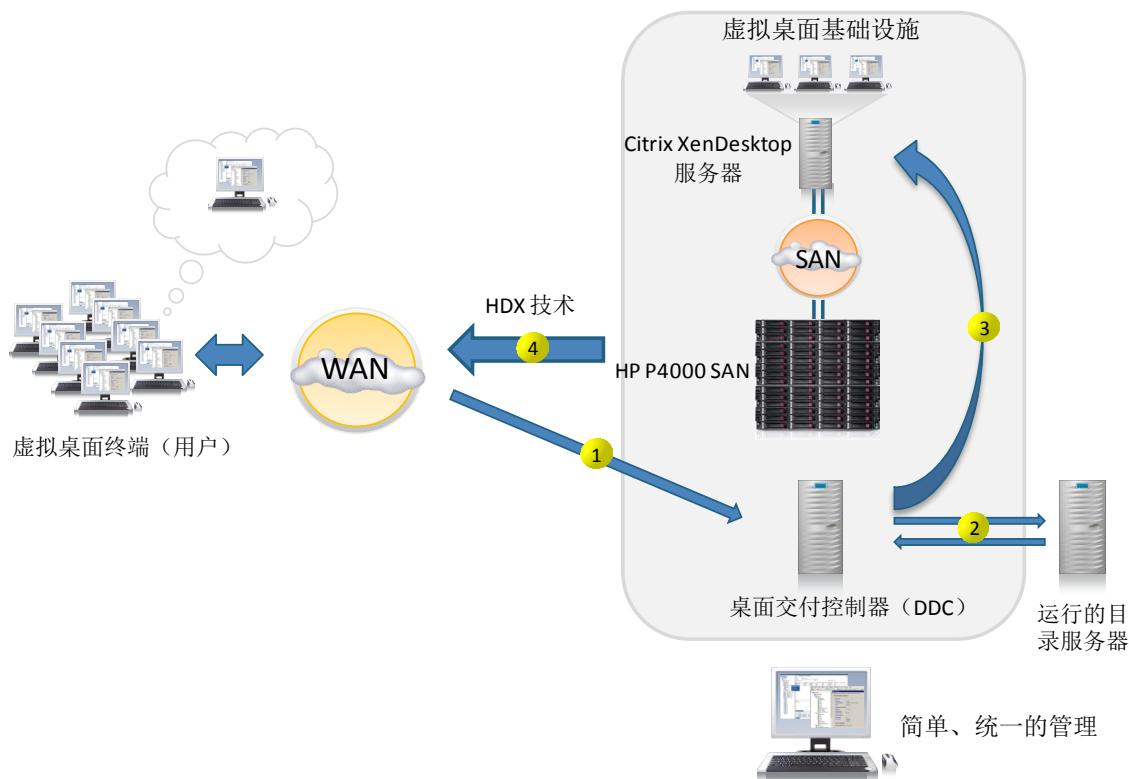 虚拟桌面基础设施
Citrix XenDesktop
服务器
SAN
HDX 技术
4
3
HP P4000 SAN
WAN
虚拟桌面终端（用户）
1
2
桌面交付控制器（DDC）
运行的目
录服务器
简单、统一的管理